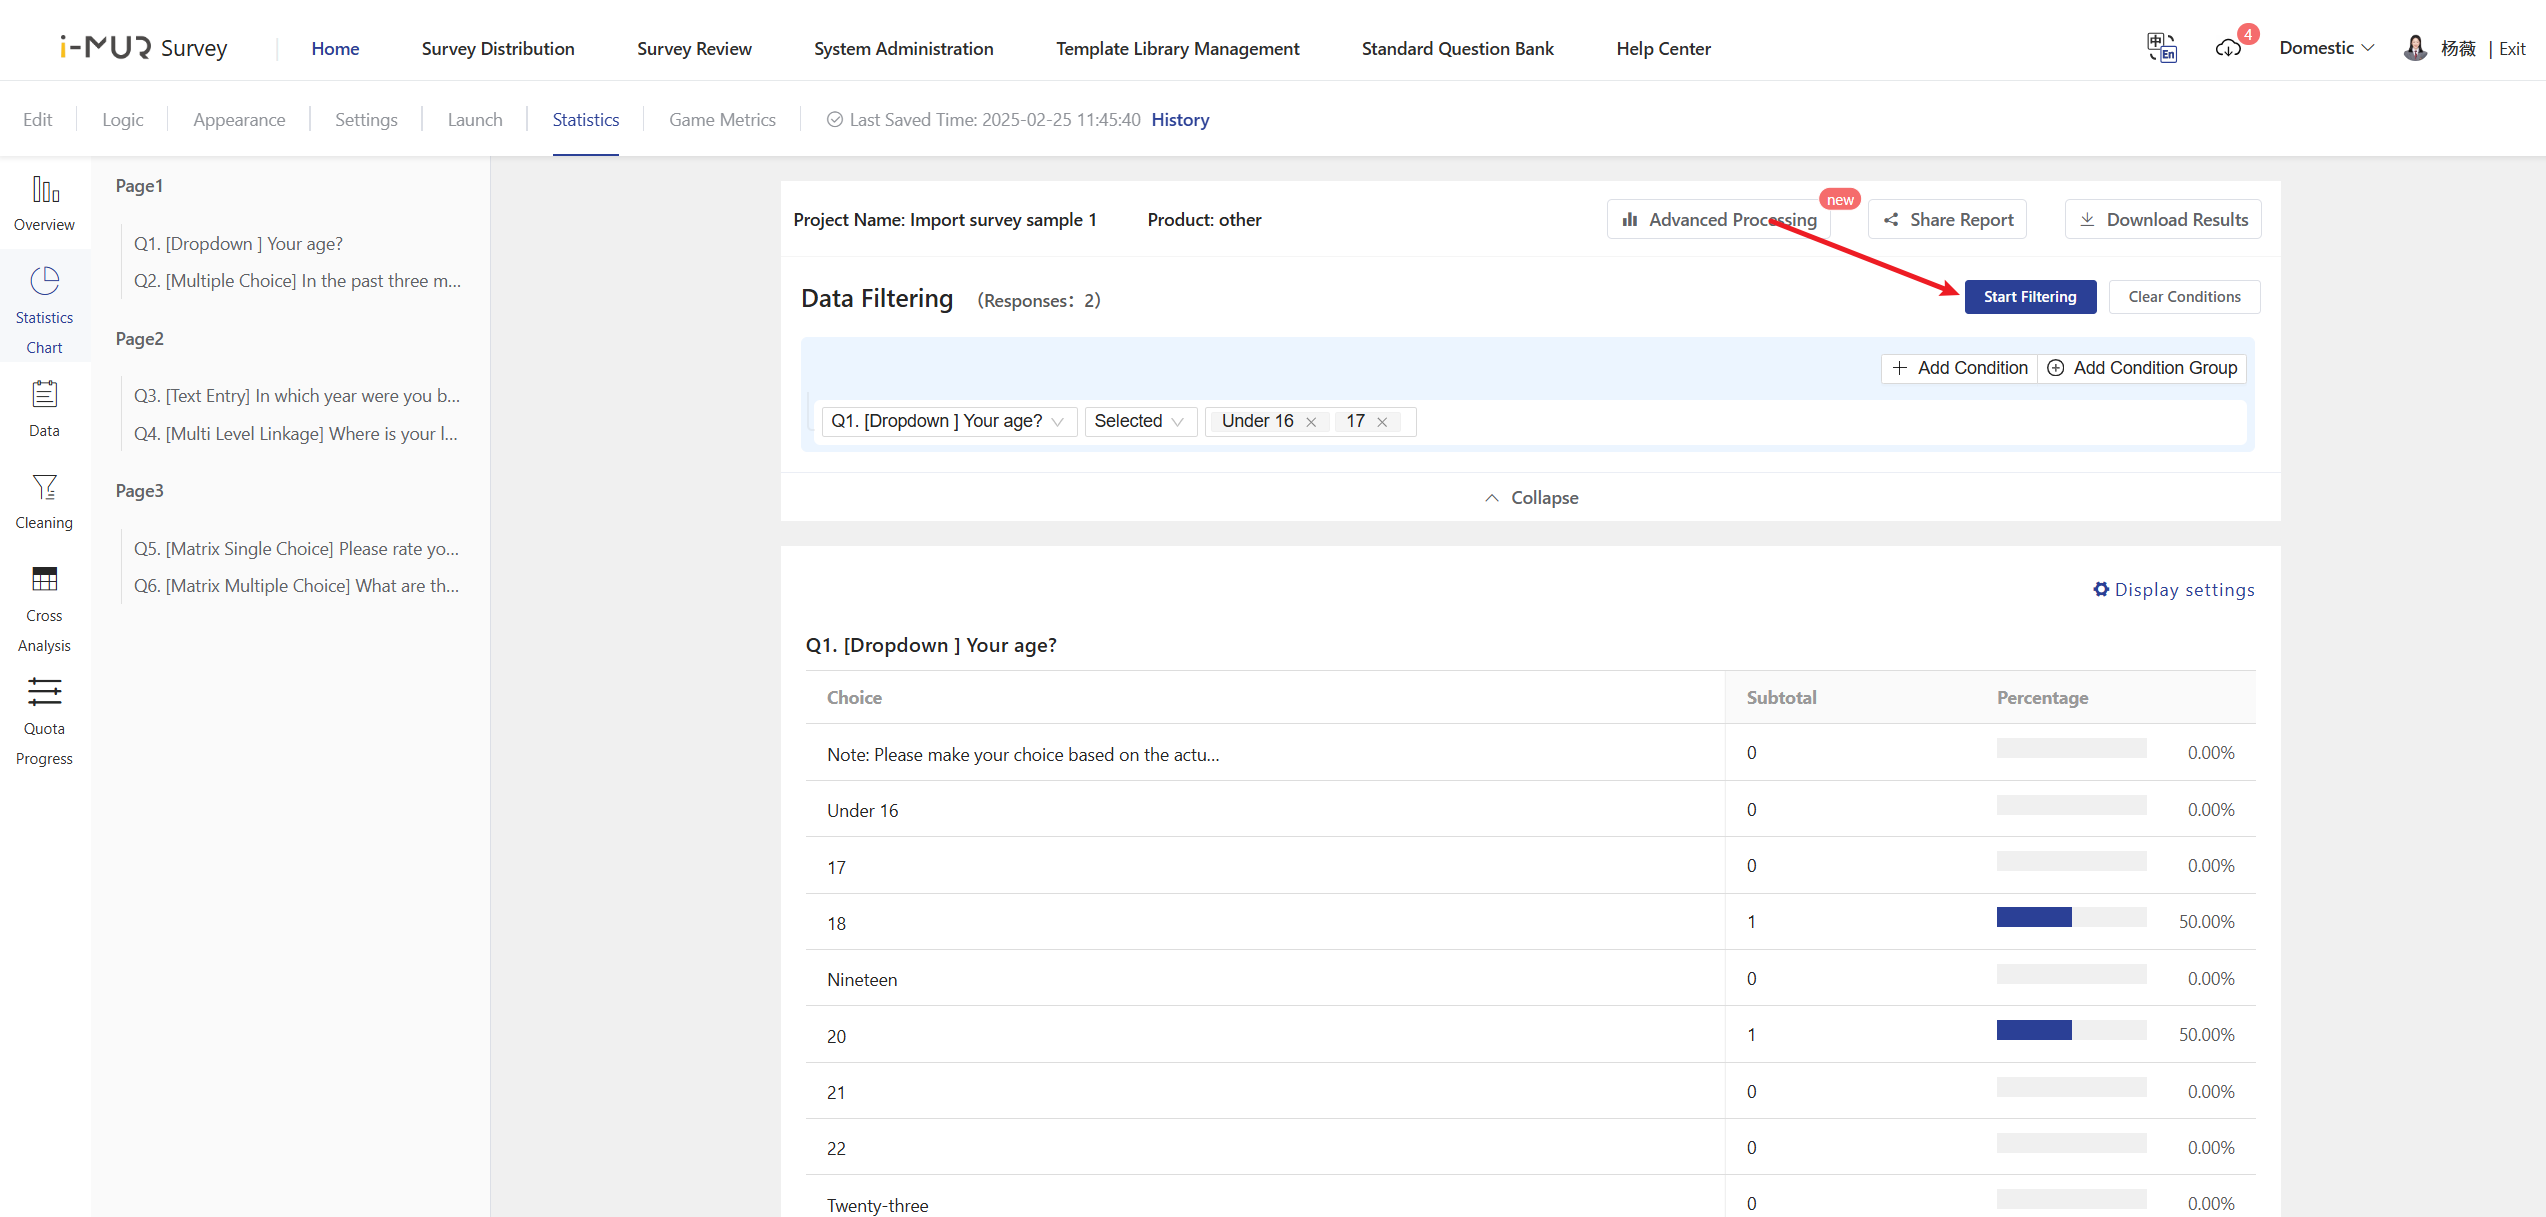 i-MUR Survey
Home
Survey Distribution
Survey Review
System Administration
Template Library Management
Standard Question Bank
Help Center
中 En
4
Domestic
杨薇 | Exit
Edit
Logic
Appearance
Settings
Launch
Statistics
Game Metrics
Last Saved Time: 2025-02-25 11:45:40 History
Overview
Statistics
Chart
Data
Cleaning
Cross
Analysis
Quota
Progress
Page1
Q1. [Dropdown ] Your age?
Q2. [Multiple Choice] In the past three m...
Page2
Q3. [Text Entry] In which year were you b...
Q4. [Multi Level Linkage] Where is your l...
Page3
Q5. [Matrix Single Choice] Please rate yo...
Q6. [Matrix Multiple Choice] What are th...
Project Name: Import survey sample 1
Product: other
Advanced Processing
new
Share Report
Download Results
Data Filtering (Responses：2)
Start Filtering
Clear Conditions
Add Condition
Add Condition Group
Q1. [Dropdown ] Your age? Selected Under 16 × 17 ×
Collapse
Display settings
Q1. [Dropdown ] Your age?
Choice Subtotal Percentage
Note: Please make your choice based on the actu... 0 0.00%
Under 16 0 0.00%
17 0 0.00%
18 1 50.00%
Nineteen 0 0.00%
20 1 50.00%
21 0 0.00%
22 0 0.00%
Twenty-three 0 0.00%